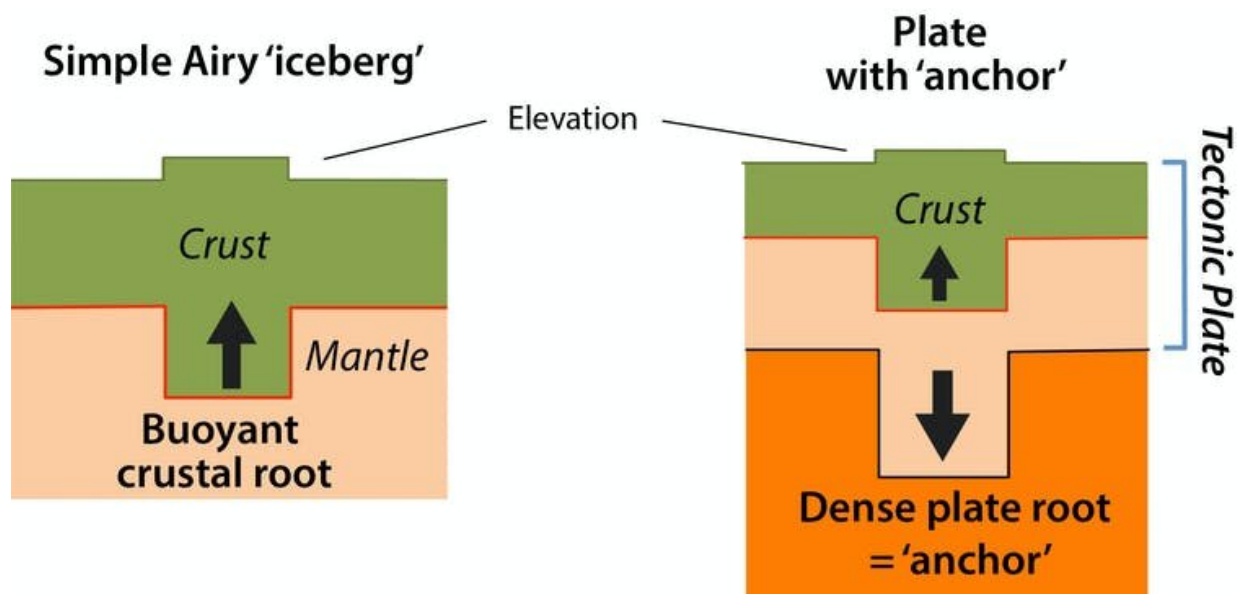 Simple Airy ‘iceberg’
Plate
with ‘anchor’
Elevation
Crust
Mantle
Buoyant
crustal root
Crust
Tectonic Plate
Dense plate root
= ‘anchor’